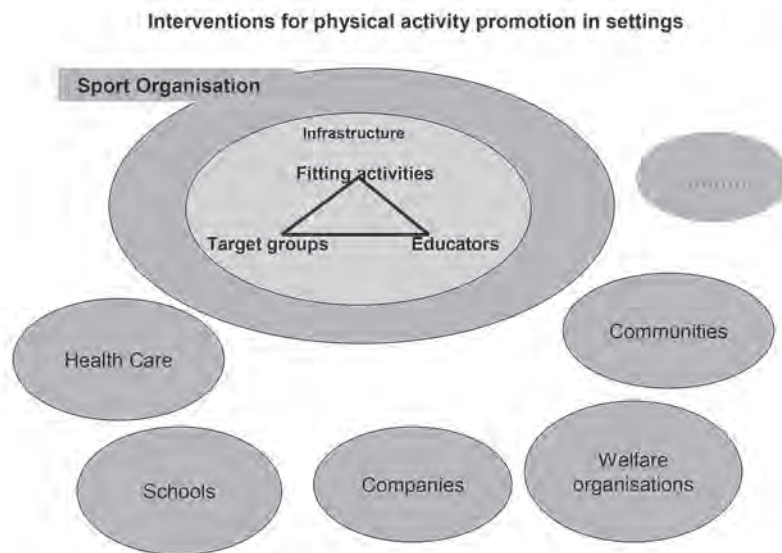 Interventions for physical activity promotion in settings
Sport Organisation
Infrastructure
Fitting activities
Target groups
Educators
..........
Communities
Health Care
Welfare
organisations
Companies
Schools